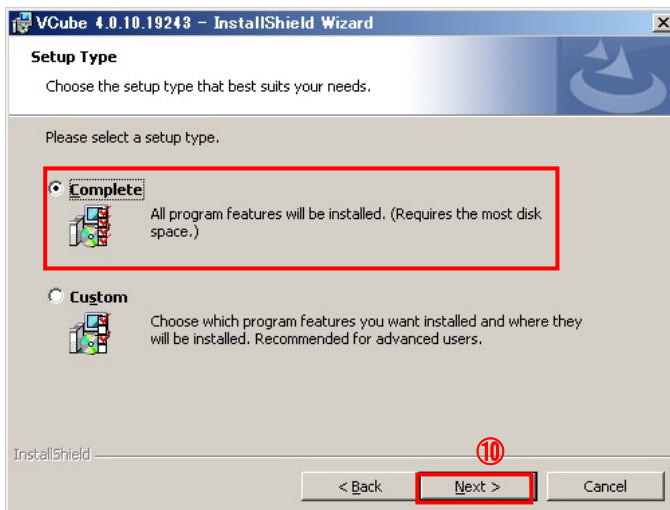 VCube 4.0.10.19243 - InstallShield Wizard
Setup Type
Choose the setup type that best suits your needs.
Please select a setup type.
Complete
All program features will be installed. (Requires the most disk
space.)
Custom
Choose which program features you want installed and where they
will be installed. Recommended for advanced users.
InstallShield
⑩
< Back Next > Cancel